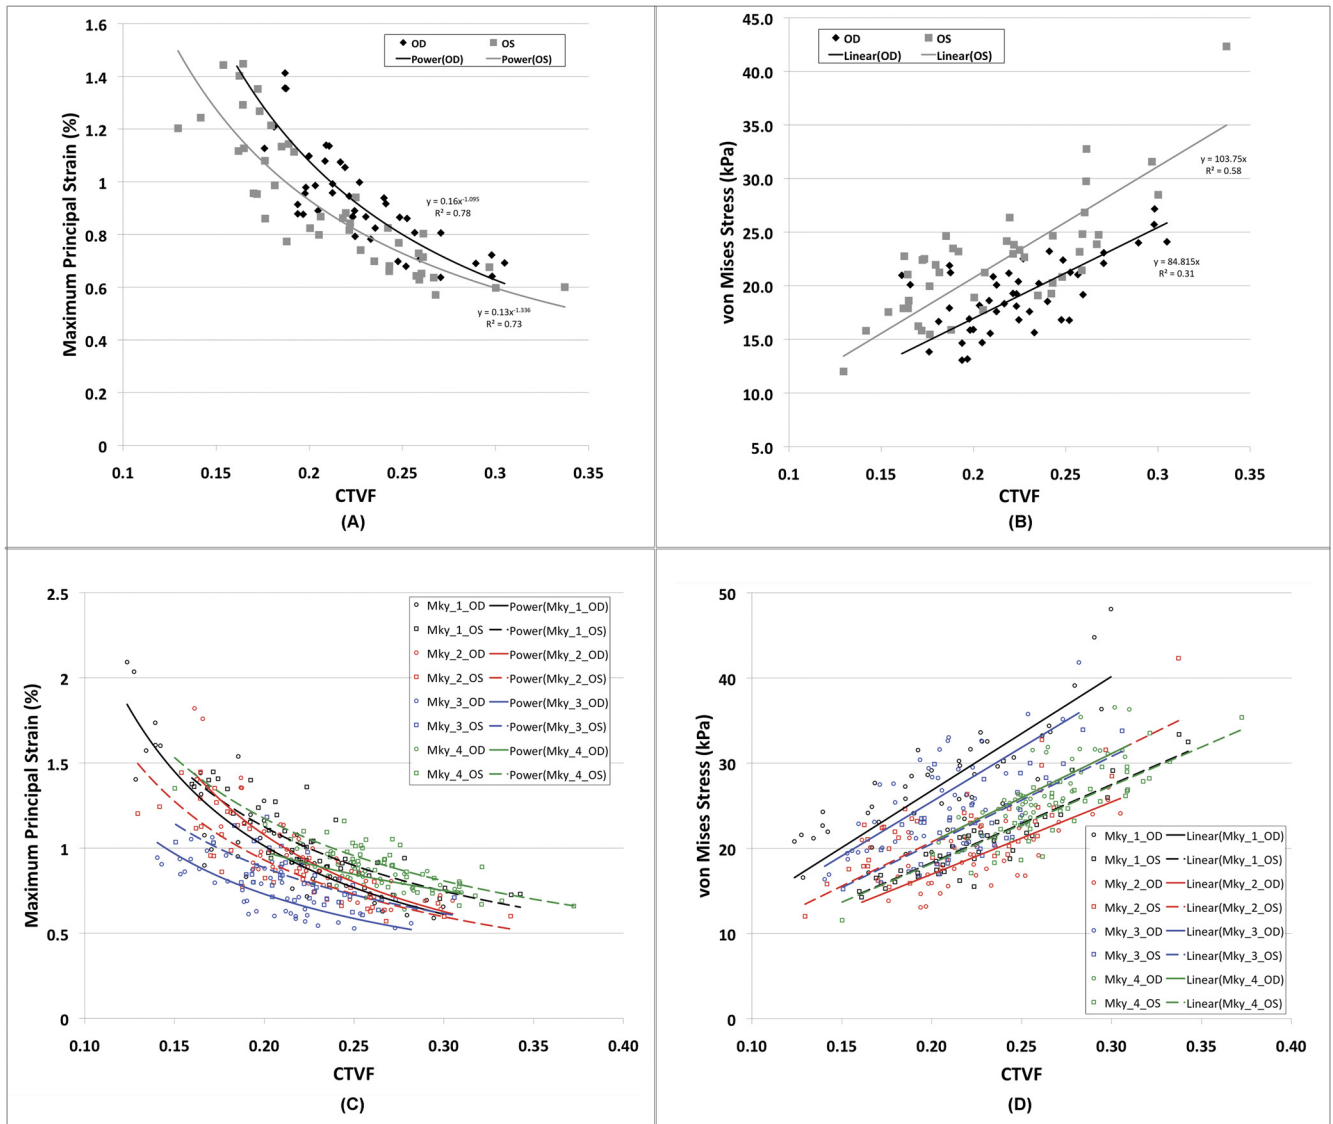 1.6
1.4
1.2
1
0.8
0.6
0.4
0.2
0
Maximum Principal Strain (%)
OD OS
Power(OD) Power(OS)
y = 0.16x^-1.095
R² = 0.78
y = 0.13x^-1.336
R² = 0.73
0.1 0.15 0.2 0.25 0.3 0.35
CTVF
(A)
45.0
40.0
35.0
30.0
25.0
20.0
15.0
10.0
5.0
von Mises Stress (kPa)
OD OS
Linear(OD) Linear(OS)
y = 103.75x
R² = 0.58
y = 84.815x
R² = 0.31
0.1 0.15 0.2 0.25 0.3 0.35
CTVF
(B)
2.5
2
1.5
1
0.5
0
Maximum Principal Strain (%)
Mky_1_OD Power(Mky_1_OD)
Mky_1_OS Power(Mky_1_OS)
Mky_2_OD Power(Mky_2_OD)
Mky_2_OS Power(Mky_2_OS)
Mky_3_OD Power(Mky_3_OD)
Mky_3_OS Power(Mky_3_OS)
Mky_4_OD Power(Mky_4_OD)
Mky_4_OS Power(Mky_4_OS)
0.10 0.15 0.20 0.25 0.30 0.35 0.40
CTVF
(C)
50
40
30
20
10
0
von Mises Stress (kPa)
Mky_1_OD Linear(Mky_1_OD)
Mky_1_OS Linear(Mky_1_OS)
Mky_2_OD Linear(Mky_2_OD)
Mky_2_OS Linear(Mky_2_OS)
Mky_3_OD Linear(Mky_3_OD)
Mky_3_OS Linear(Mky_3_OS)
Mky_4_OD Linear(Mky_4_OD)
Mky_4_OS Linear(Mky_4_OS)
0.10 0.15 0.20 0.25 0.30 0.35 0.40
CTVF
(D)